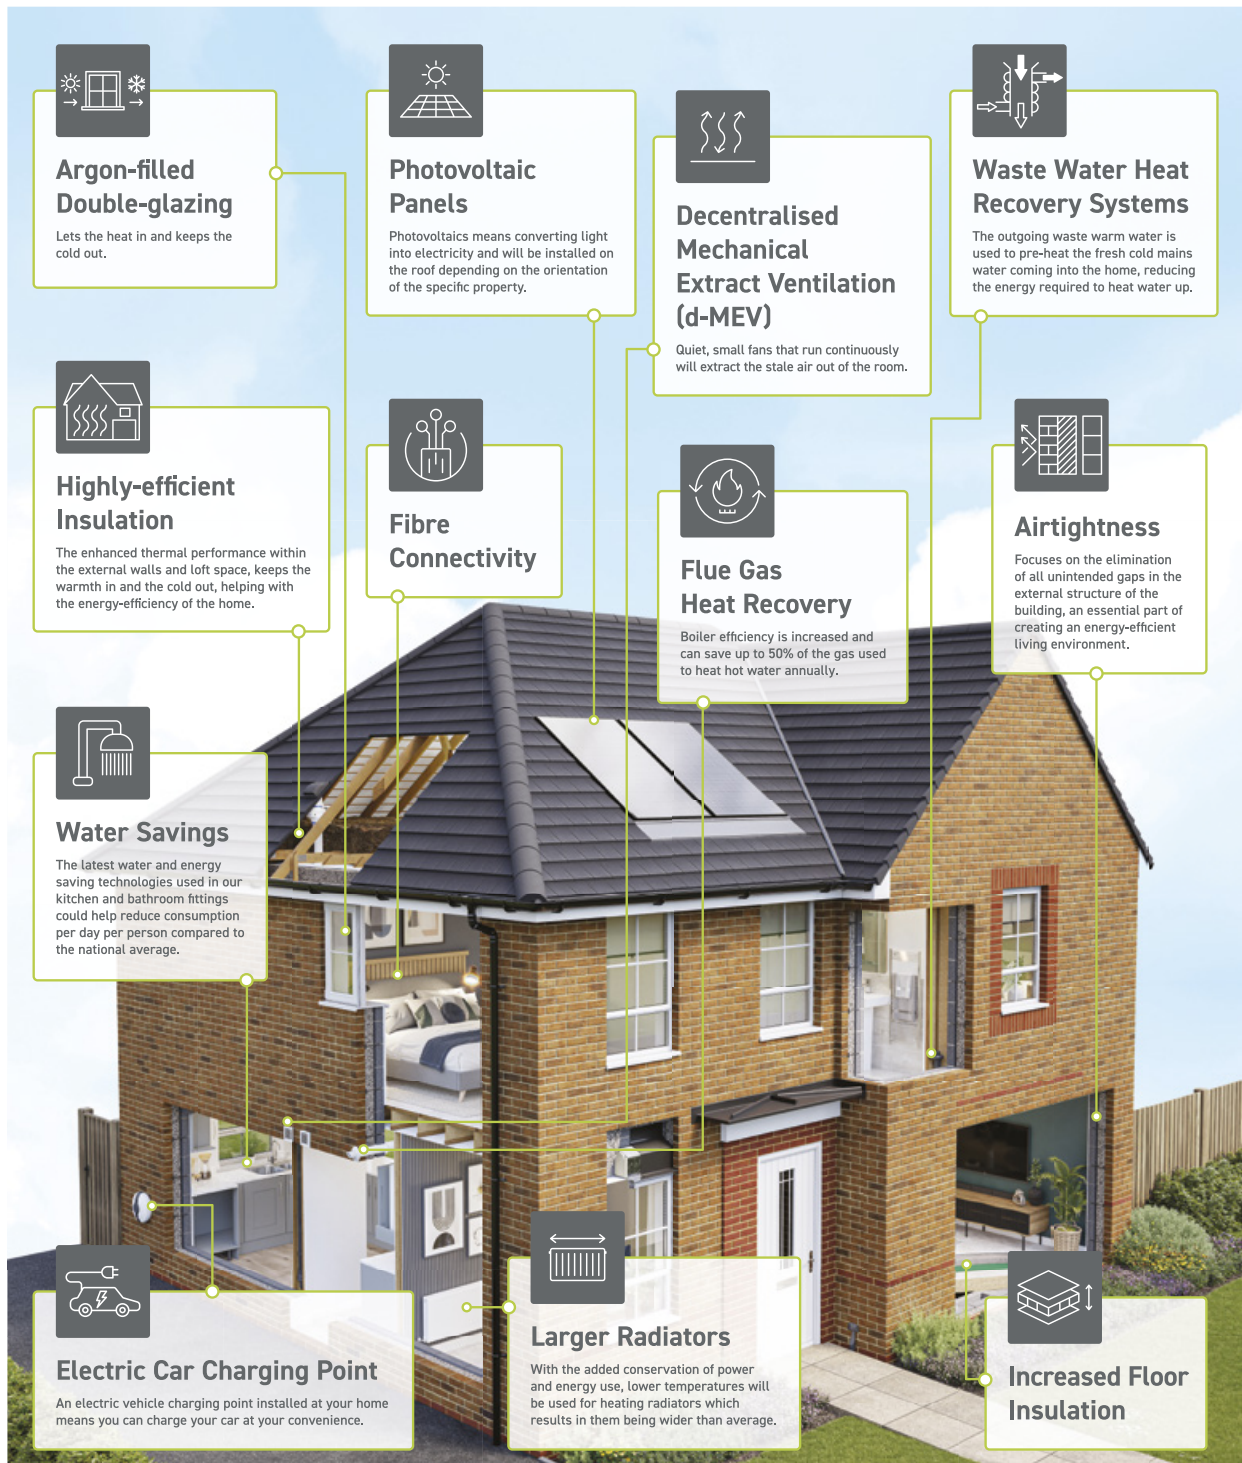 Argon-filled
Double-glazing
Lets the heat in and keeps the
cold out.
Photovoltaic
Panels
Photovoltaics means converting light
into electricity and will be installed on
the roof depending on the orientation
of the specific property.
Decentralised
Mechanical
Extract Ventilation
(d-MEV)
Quiet, small fans that run continuously
will extract the stale air out of the room.
Waste Water Heat
Recovery Systems
The outgoing waste warm water is
used to pre-heat the fresh cold mains
water coming into the home, reducing
the energy required to heat water up.
Highly-efficient
Insulation
The enhanced thermal performance within
the external walls and loft space, keeps the
warmth in and the cold out, helping with
the energy-efficiency of the home.
Fibre
Connectivity
Flue Gas
Heat Recovery
Boiler efficiency is increased and
can save up to 50% of the gas used
to heat hot water annually.
Airtightness
Focuses on the elimination
of all unintended gaps in the
external structure of the
building, an essential part of
creating an energy-efficient
living environment.
Water Savings
The latest water and energy
saving technologies used in our
kitchen and bathroom fittings
could help reduce consumption
per day per person compared to
the national average.
Electric Car Charging Point
An electric vehicle charging point installed at your home
means you can charge your car at your convenience.
Larger Radiators
With the added conservation of power
and energy use, lower temperatures will
be used for heating radiators which
results in them being wider than average.
Increased Floor
Insulation